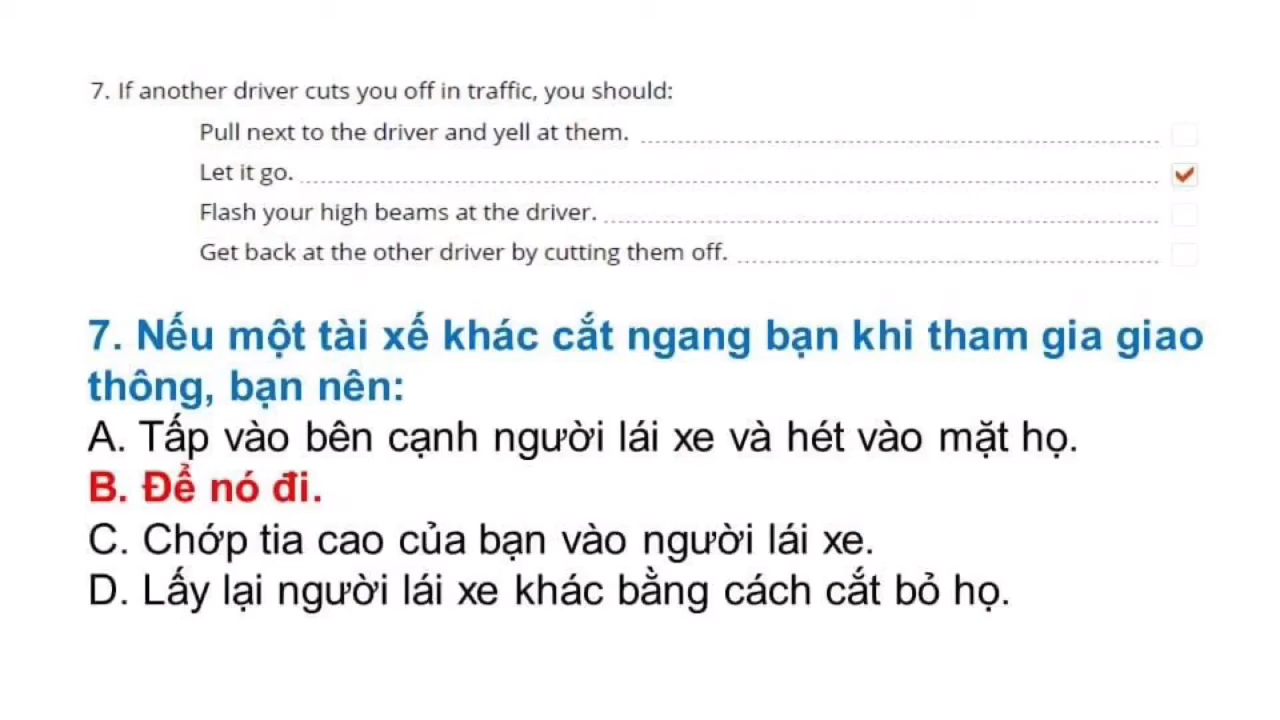 7. If another driver cuts you off in traffic, you should:
Pull next to the driver and yell at them.
Let it go.
Flash your high beams at the driver.
Get back at the other driver by cutting them off.
7. Nếu một tài xế khác cắt ngang bạn khi tham gia giao
thông, bạn nên:
A. Tấp vào bên cạnh người lái xe và hét vào mặt họ.
B. Để nó đi.
C. Chớp tia cao của bạn vào người lái xe.
D. Lấy lại người lái xe khác bằng cách cắt bỏ họ.